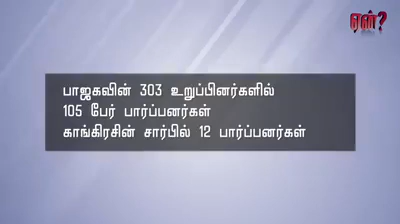 ஏன்?
பாஜகவின் 303 உறுப்பினர்களில்
105 பேர் பார்ப்பனர்கள்
காங்கிரசின் சார்பில் 12 பார்ப்பனர்கள்